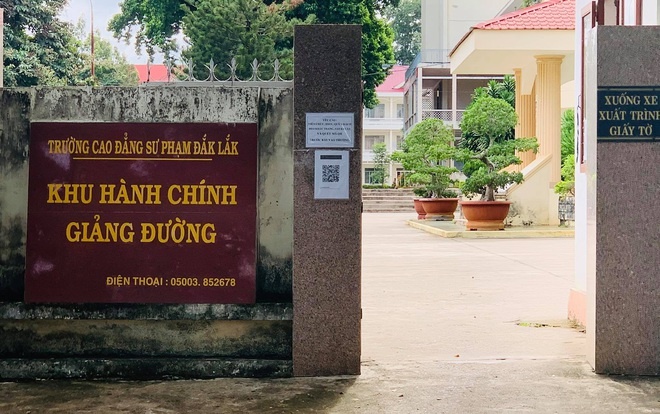 TRƯỜNG CAO ĐẲNG SƯ PHẠM ĐẮK LẮK
KHU HÀNH CHÍNH
GIẢNG ĐƯỜNG
ĐIỆN THOẠI : 05003. 852678
XUỐNG XE
XUẤT TRÌNH
GIẤY TỜ